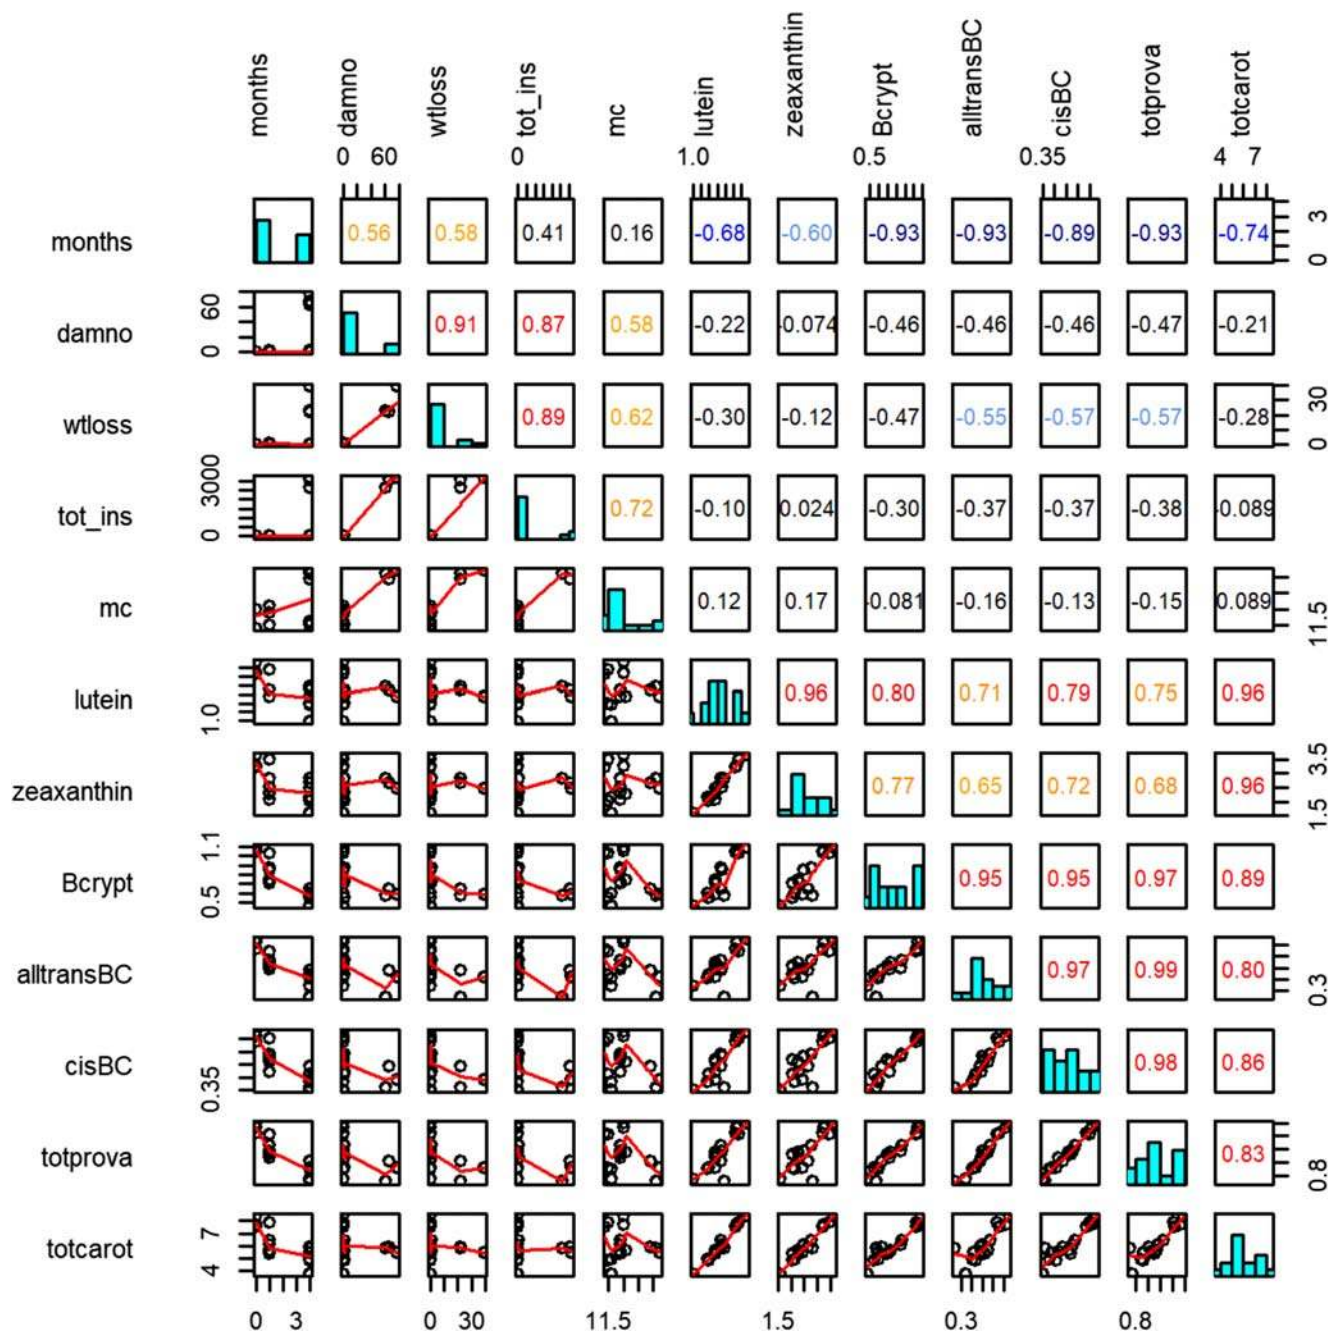 months damno wtloss tot_ins mc lutein zeaxanthin Bcrypt alltransBC cisBC totprova totcarot
0 60 0 1.0 0.5 0.35 4 7
months 0.56 0.58 0.41 0.16 -0.68 -0.60 -0.93 -0.93 -0.89 -0.93 -0.74 0 3
damno 0 60 0.91 0.87 0.58 -0.22 -0.074 -0.46 -0.46 -0.46 -0.47 -0.21
wtloss 0.89 0.62 -0.30 -0.12 -0.47 -0.55 -0.57 -0.57 -0.28 0 30
tot_ins 0 3000 0.72 -0.10 0.024 -0.30 -0.37 -0.37 -0.38 -0.089
mc 0.12 0.17 -0.081 -0.16 -0.13 -0.15 0.089 11.5
lutein 1.0 0.96 0.80 0.71 0.79 0.75 0.96
zeaxanthin 0.77 0.65 0.72 0.68 0.96 1.5 3.5
Bcrypt 0.5 1.1 0.95 0.95 0.97 0.89
alltransBC 0.97 0.99 0.80 0.3
cisBC 0.35 0.98 0.86
totprova 0.83 0.8
totcarot 4 7
0 3 0 30 11.5 1.5 0.3 0.8